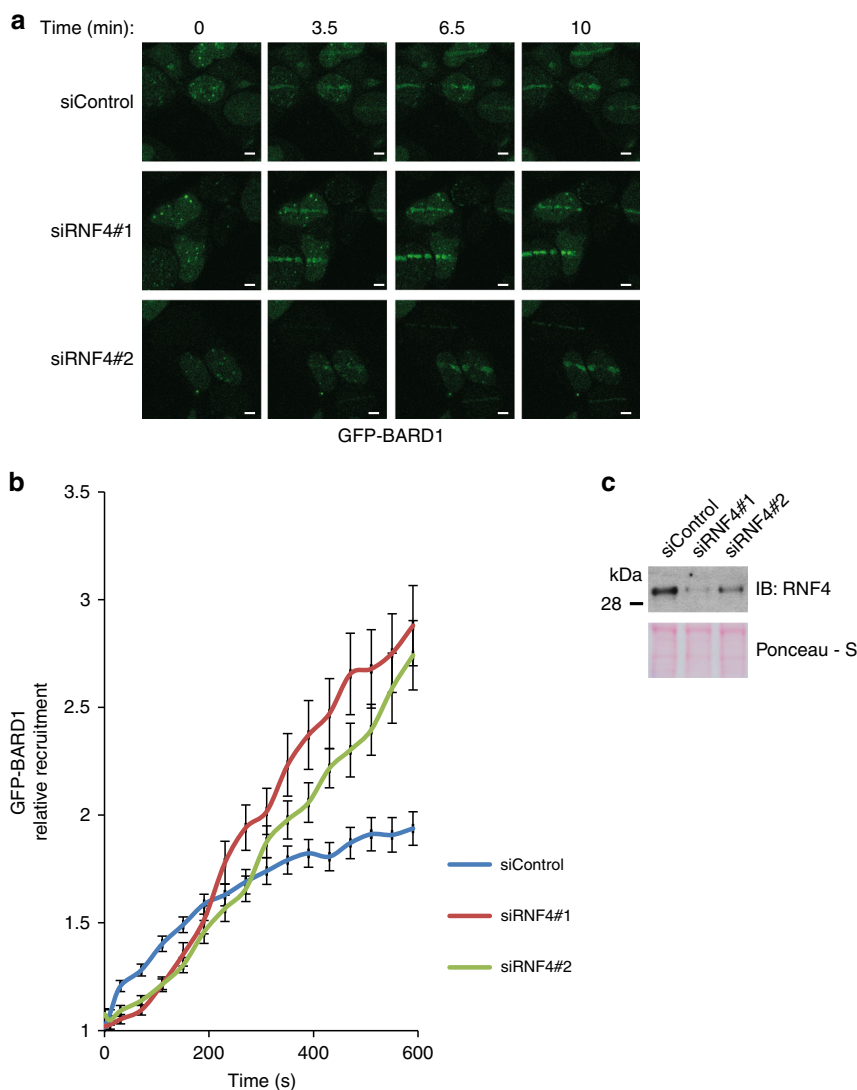 a
Time (min): 0 3.5 6.5 10
siControl
siRNF4#1
siRNF4#2
GFP-BARD1
b
GFP-BARD1
relative recruitment
3.5
3
2.5
2
1.5
1
0 200 400 600
Time (s)
siControl
siRNF4#1
siRNF4#2
c
siControl
siRNF4#1
siRNF4#2
kDa
28
IB: RNF4
Ponceau - S